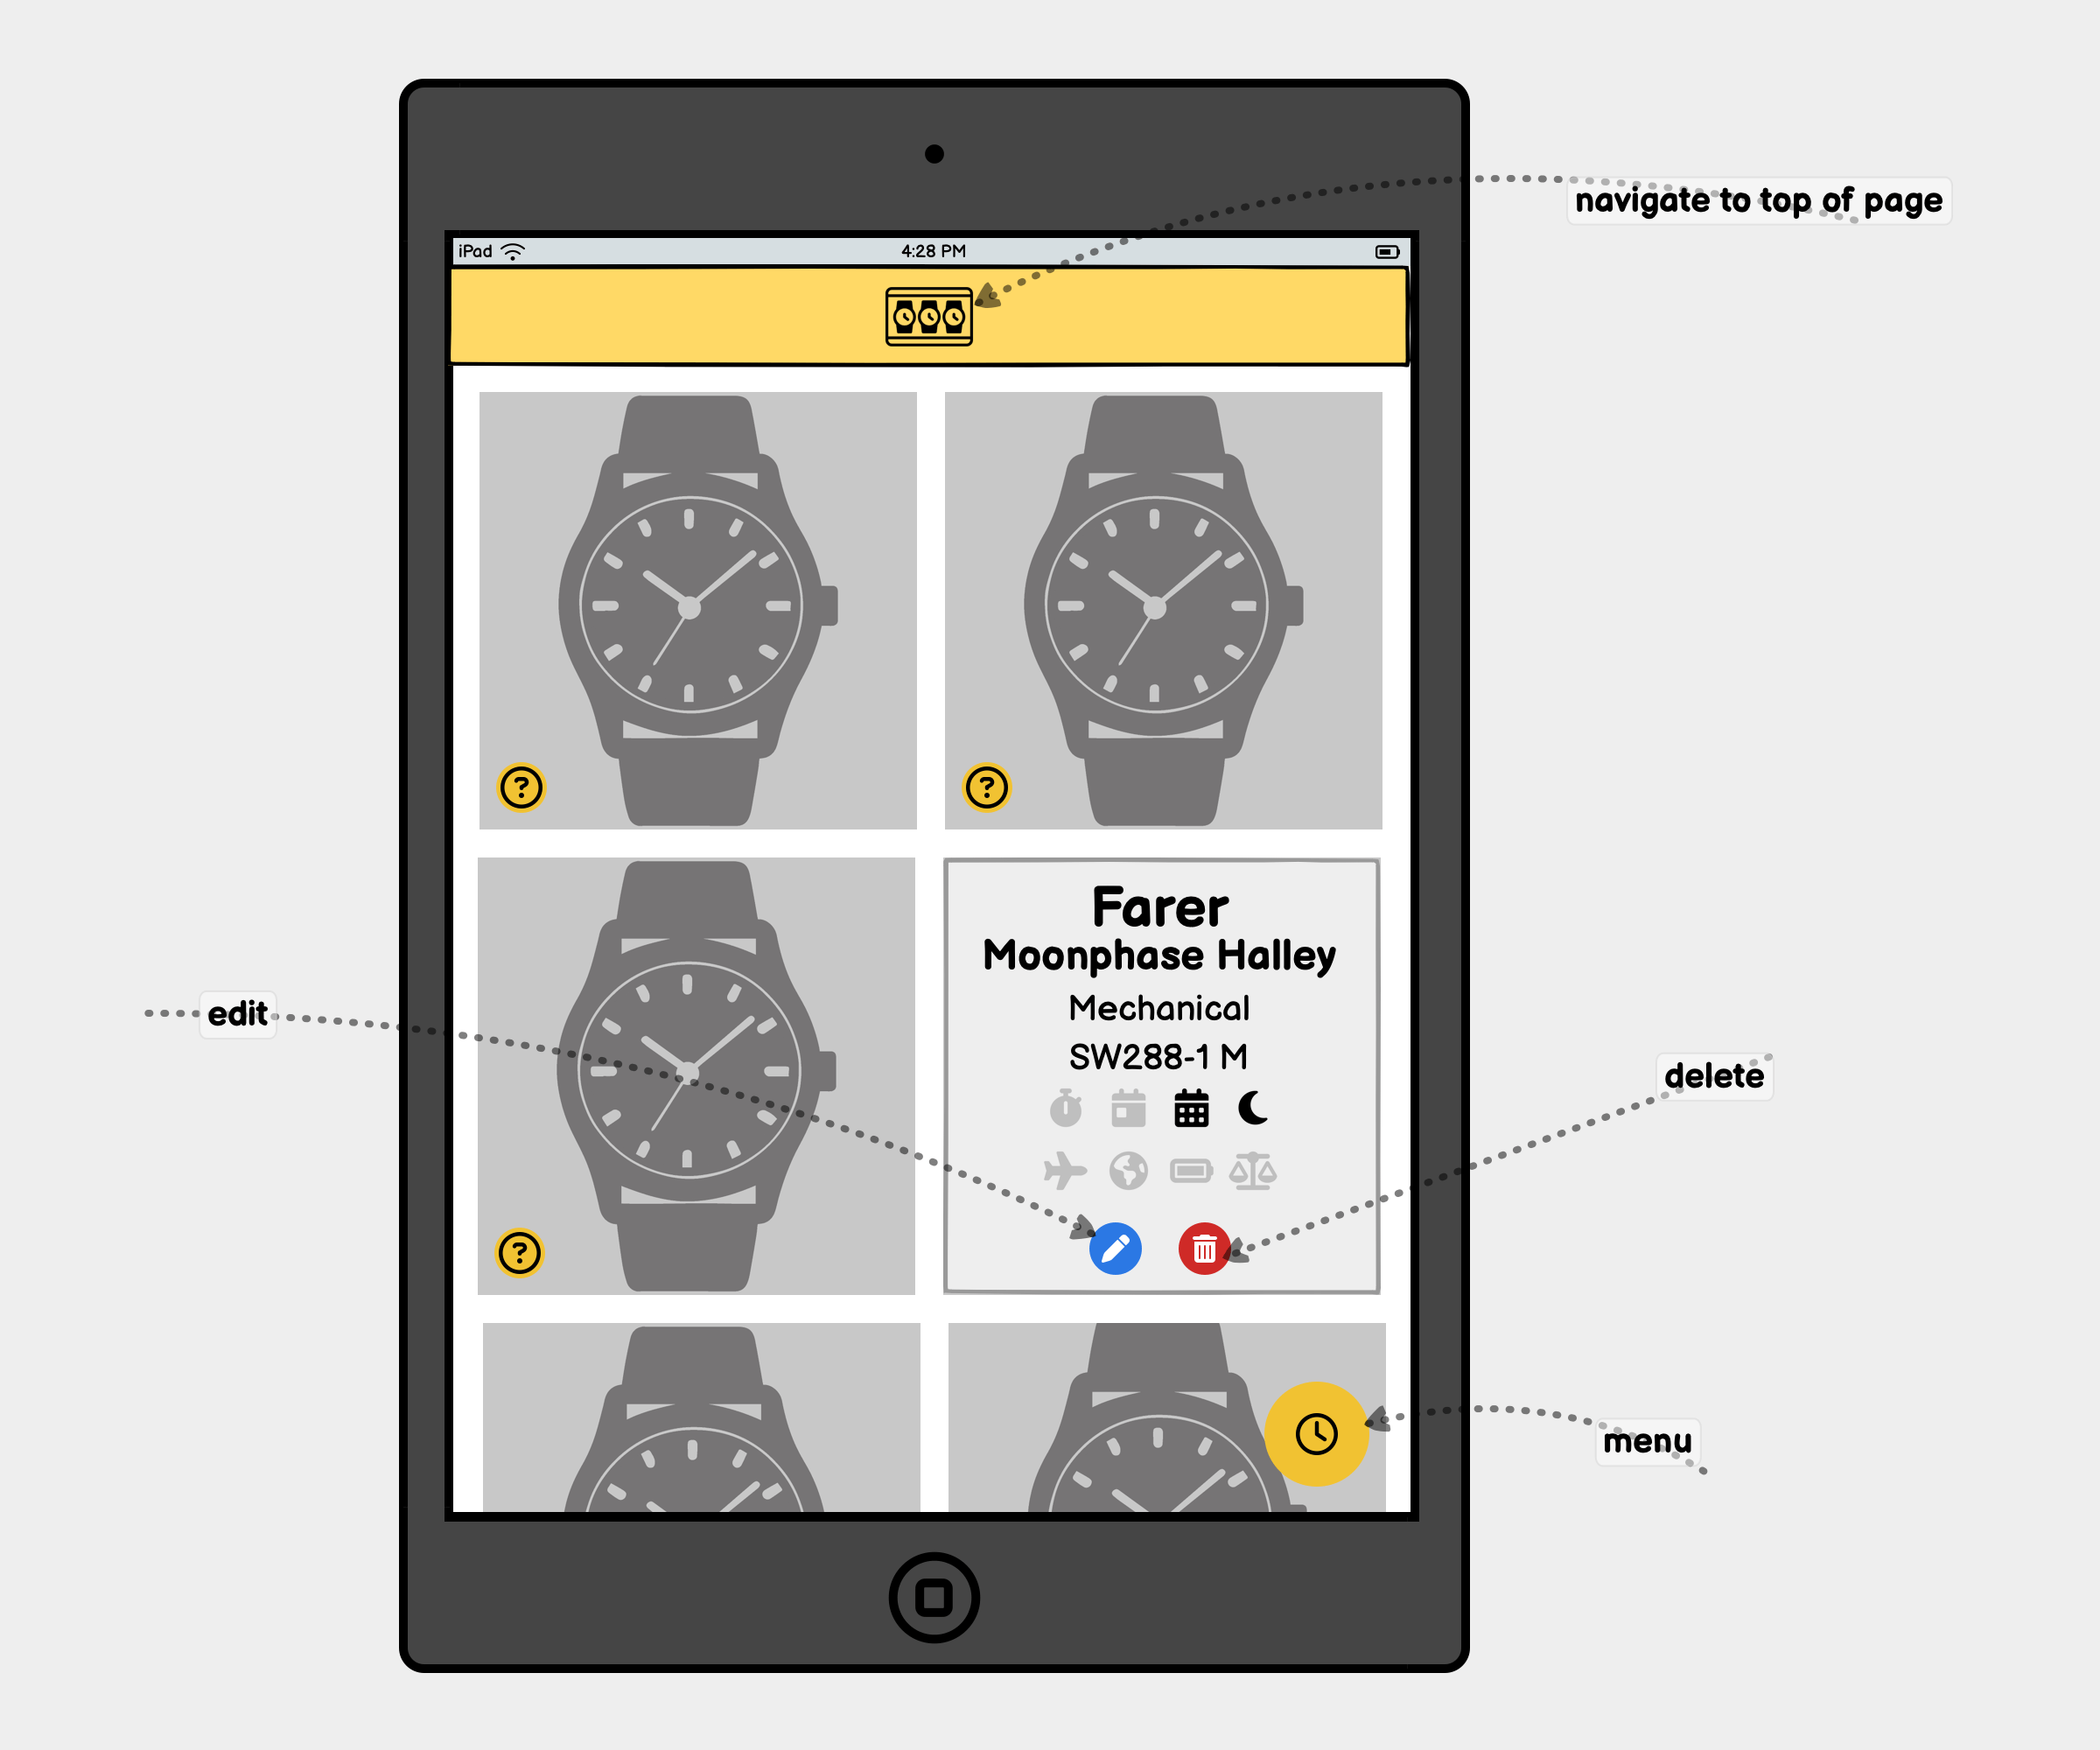 navigate to top of page
iPad
4:28 PM
?
?
Farer
Moonphase Halley
Mechanical
SW288-1 M
edit
delete
?
menu